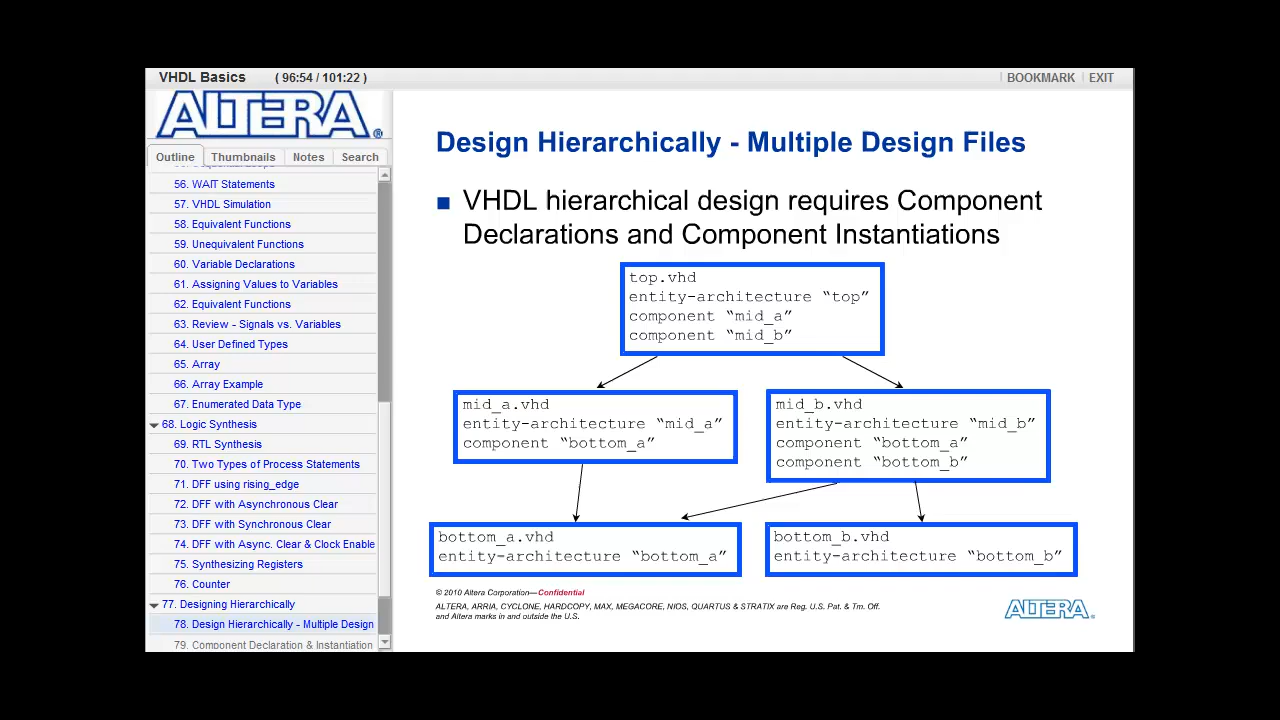 VHDL Basics ( 96:54 / 101:22 )
BOOKMARK EXIT
ALTERA®
Outline Thumbnails Notes Search
56. WAIT Statements
57. VHDL Simulation
58. Equivalent Functions
59. Unequivalent Functions
60. Variable Declarations
61. Assigning Values to Variables
62. Equivalent Functions
63. Review - Signals vs. Variables
64. User Defined Types
65. Array
66. Array Example
67. Enumerated Data Type
68. Logic Synthesis
69. RTL Synthesis
70. Two Types of Process Statements
71. DFF using rising_edge
72. DFF with Asynchronous Clear
73. DFF with Synchronous Clear
74. DFF with Async. Clear & Clock Enable
75. Synthesizing Registers
76. Counter
77. Designing Hierarchically
78. Design Hierarchically - Multiple Design
79. Component Declaration & Instantiation
Design Hierarchically - Multiple Design Files
VHDL hierarchical design requires Component
Declarations and Component Instantiations
top.vhd
entity-architecture “top”
component “mid_a”
component “mid_b”
mid_a.vhd
entity-architecture “mid_a”
component “bottom_a”
mid_b.vhd
entity-architecture “mid_b”
component “bottom_a”
component “bottom_b”
bottom_a.vhd
entity-architecture “bottom_a”
bottom_b.vhd
entity-architecture “bottom_b”
© 2010 Altera Corporation—Confidential
ALTERA, ARRIA, CYCLONE, HARDCOPY, MAX, MEGACORE, NIOS, QUARTUS & STRATIX are Reg. U.S. Pat. & Tm. Off.
and Altera marks in and outside the U.S.
ALTERA®